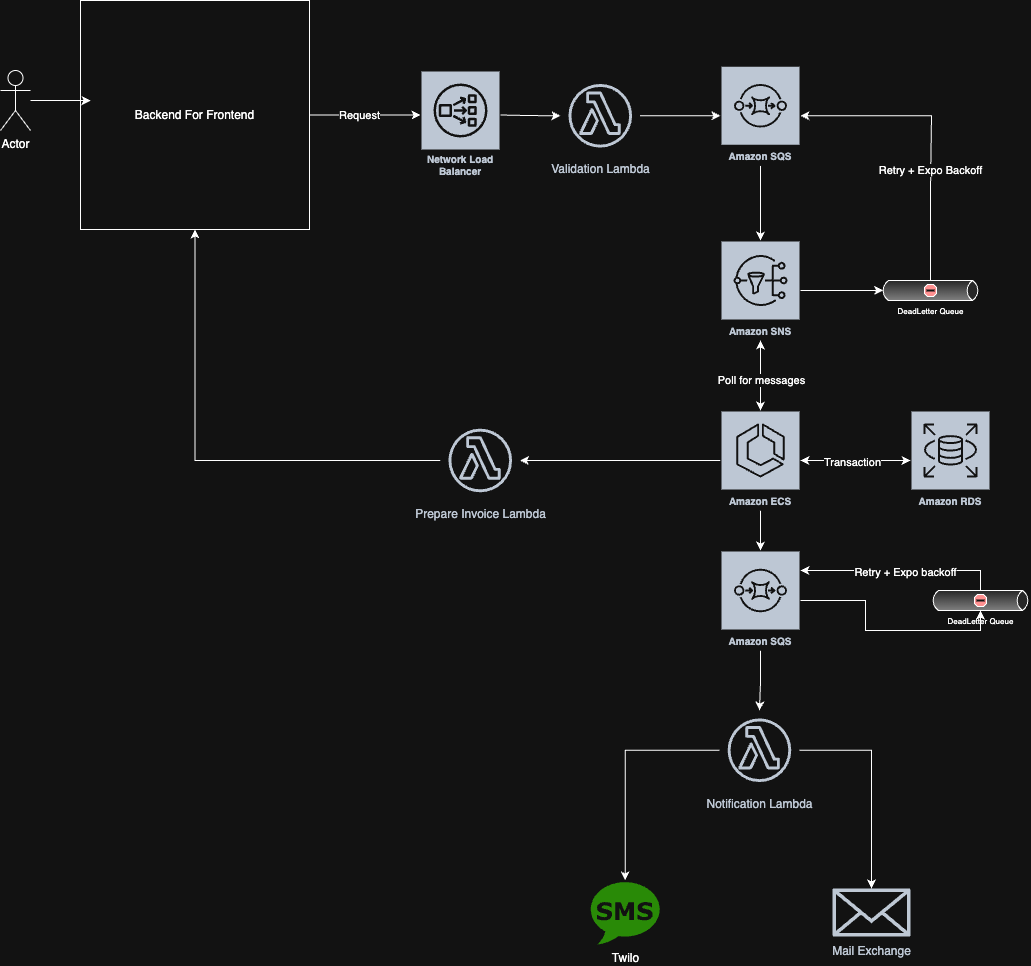 Backend For Frontend
Actor
Request
Network Load
Balancer
Validation Lambda
Amazon SQS
Retry + Expo Backoff
Amazon SNS
DeadLetter Queue
Poll for messages
Amazon ECS
Transaction
Amazon RDS
Prepare Invoice Lambda
Amazon SQS
Retry + Expo backoff
DeadLetter Queue
Notification Lambda
SMS
Twilo
Mail Exchange